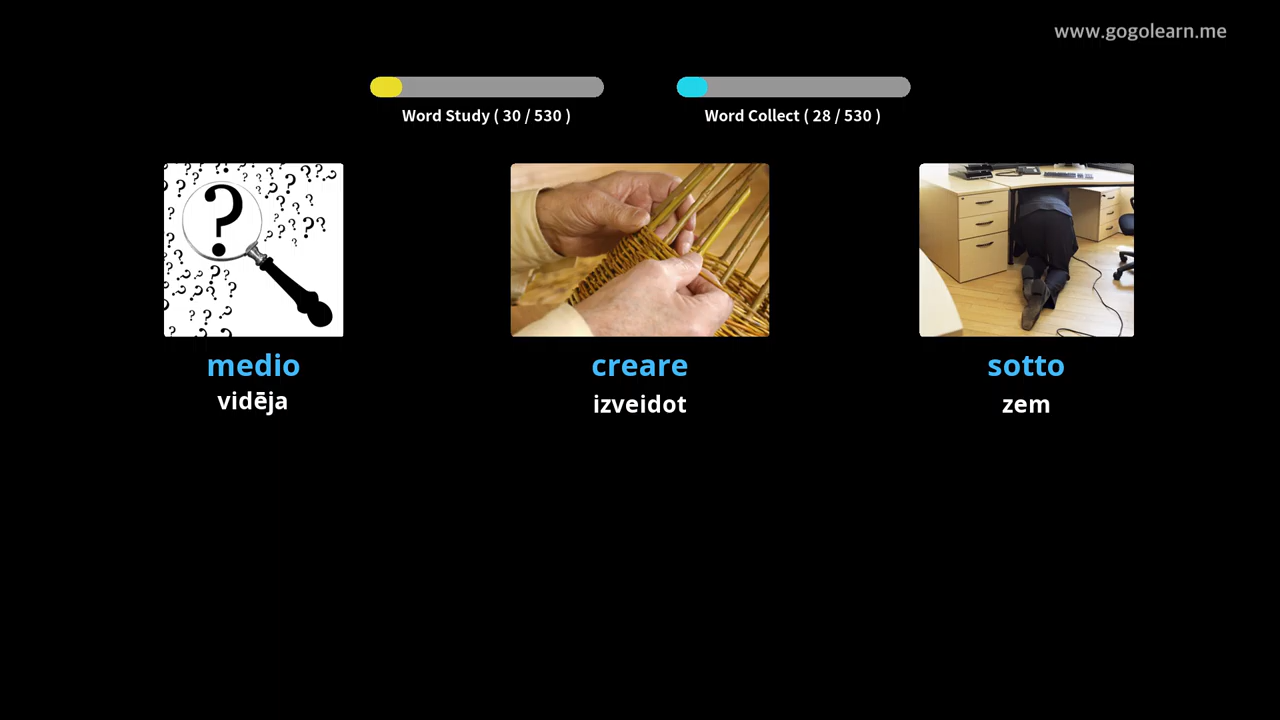 www.gogolearn.me
Word Study ( 30 / 530 )
Word Collect ( 28 / 530 )
medio
vidēja
creare
izveidot
sotto
zem